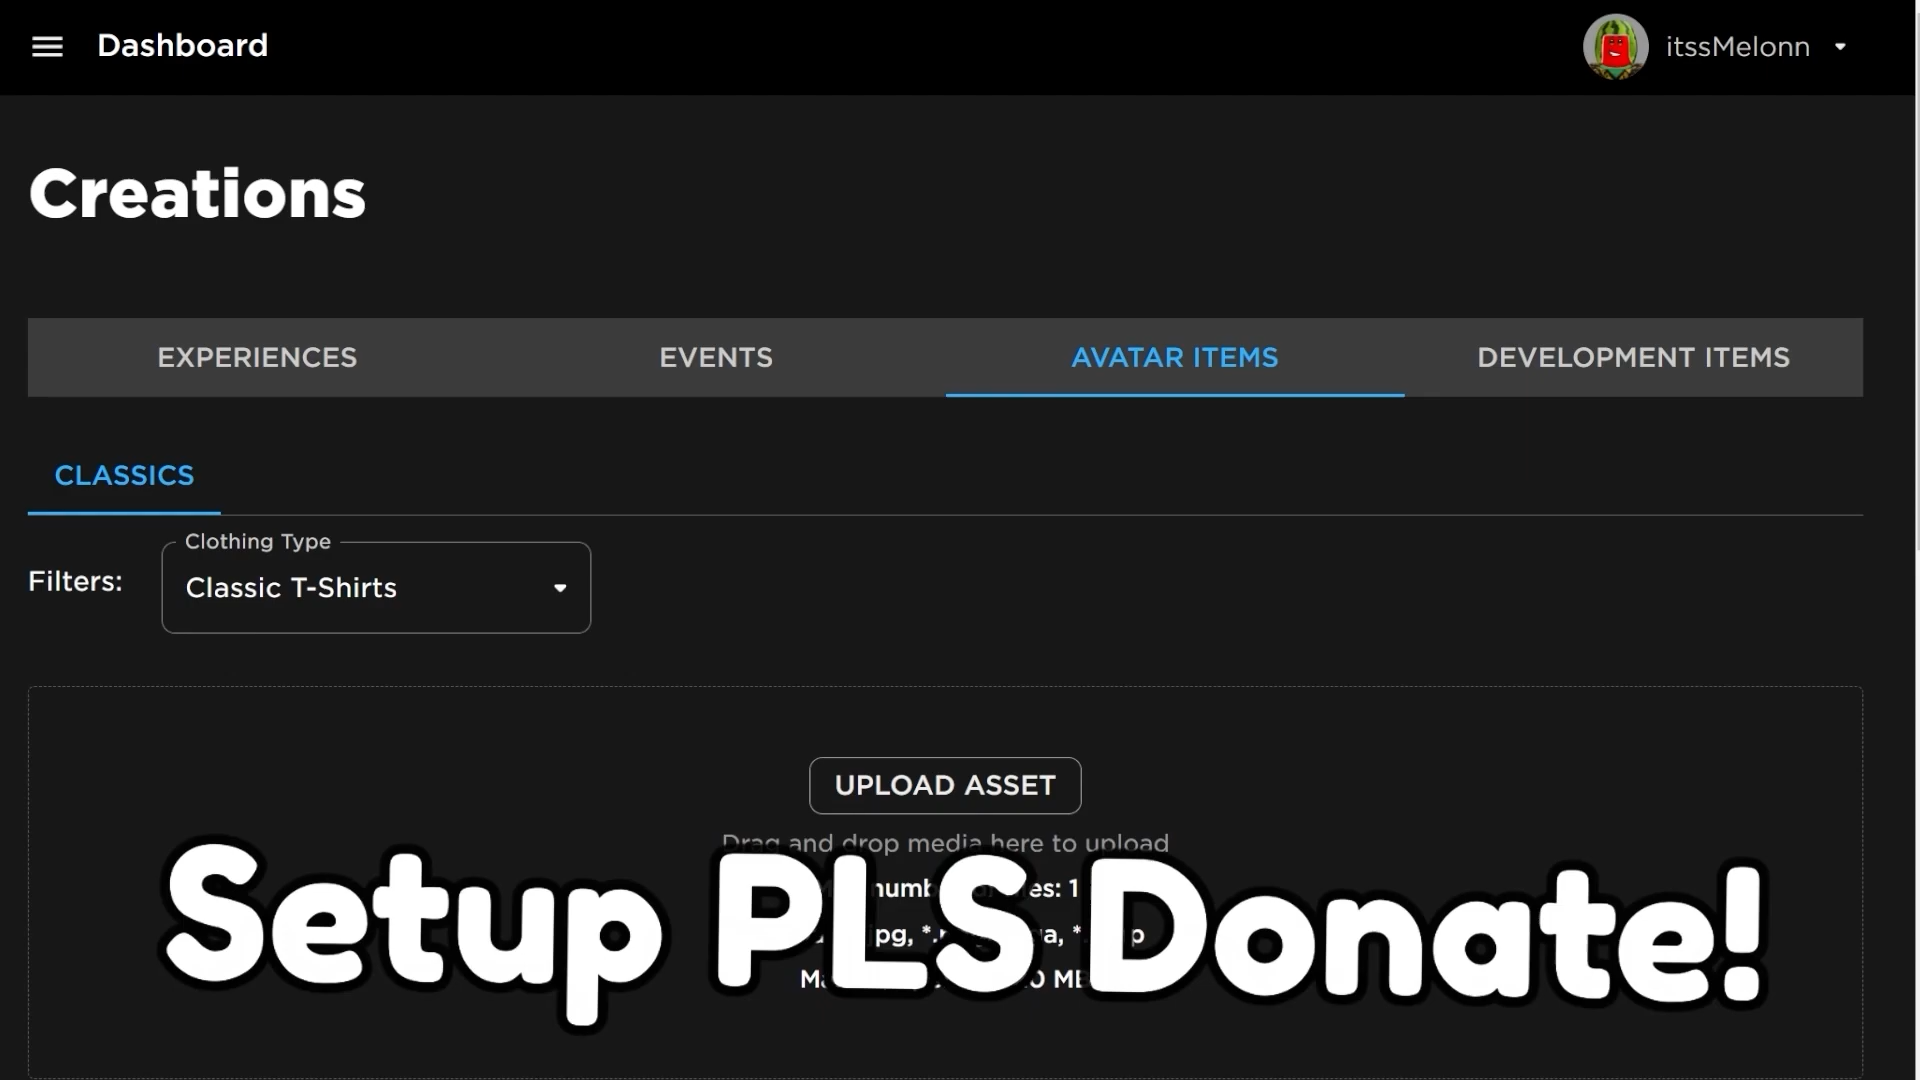 Dashboard
itssMelonn
Creations
EXPERIENCES
EVENTS
AVATAR ITEMS
DEVELOPMENT ITEMS
CLASSICS
Clothing Type
Filters:
Classic T-Shirts
UPLOAD ASSET
Drag and drop media here to upload
1
Setup PLS Donate!